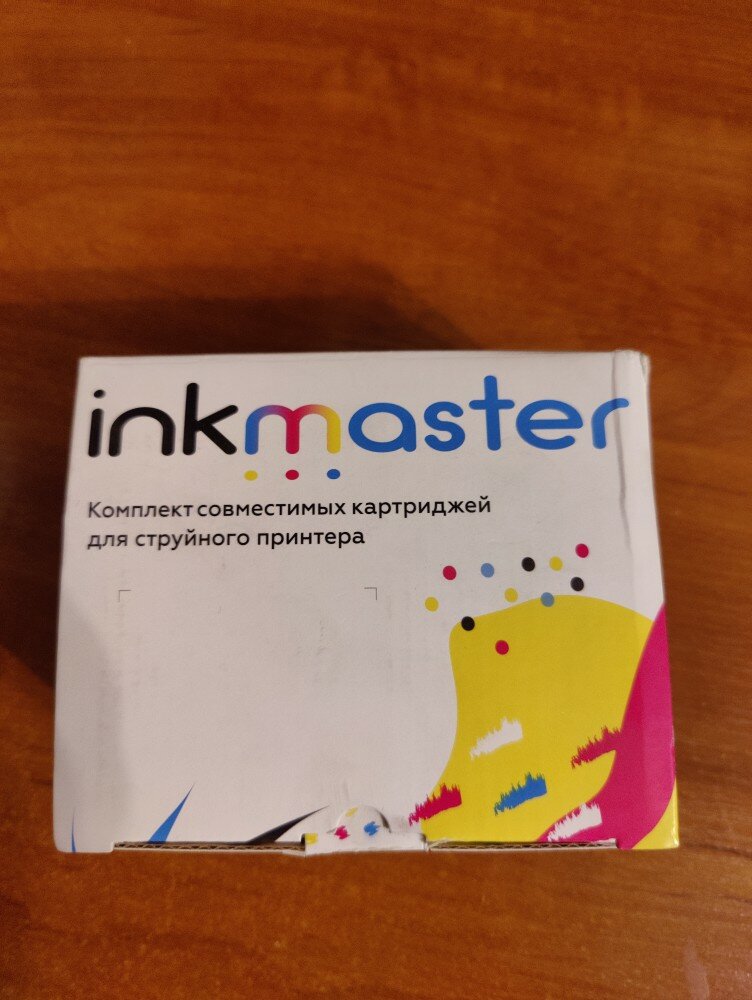 inkmaster
Комплект совместимых картриджей
для струйного принтера